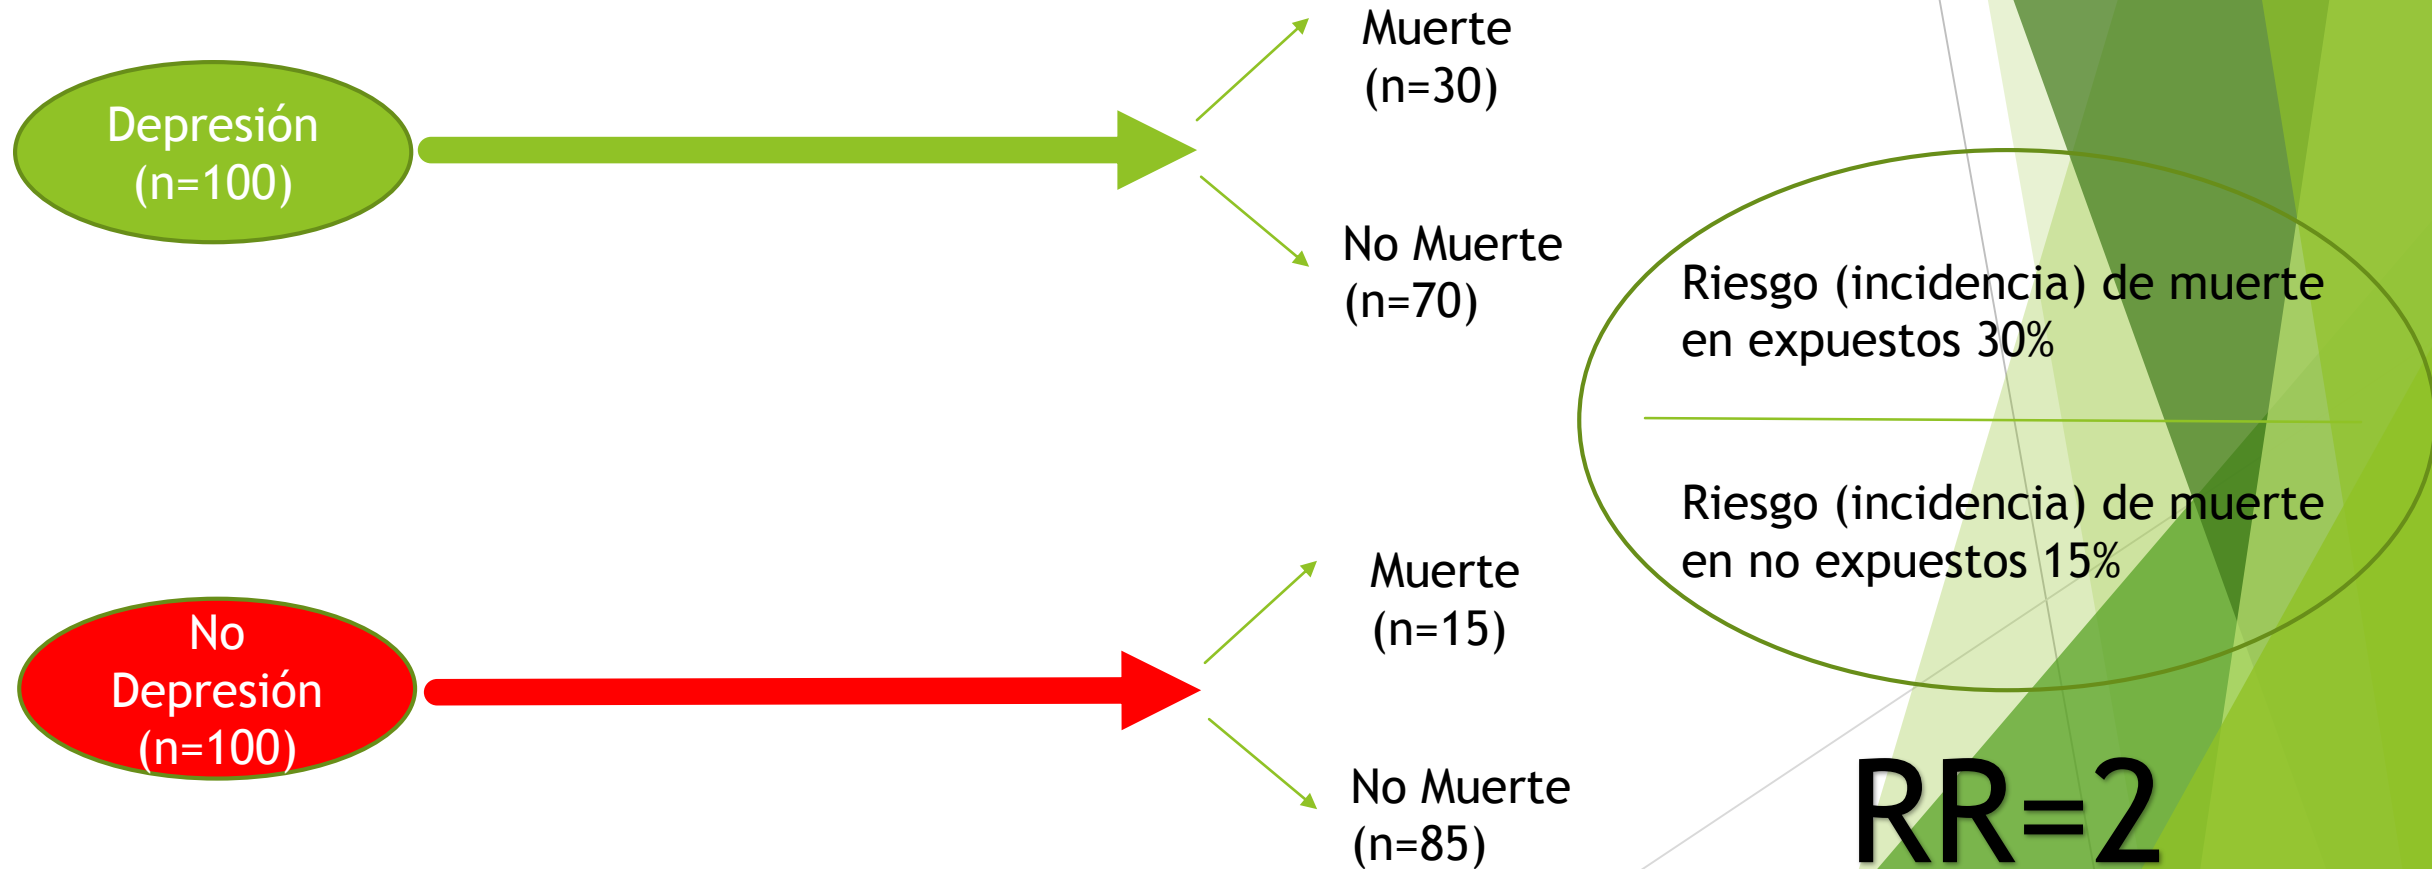 Depresión
(n=100)
Muerte
(n=30)
No Muerte
(n=70)
Riesgo (incidencia) de muerte
en expuestos 30%
Riesgo (incidencia) de muerte
en no expuestos 15%
No
Depresión
(n=100)
Muerte
(n=15)
No Muerte
(n=85)
RR=2